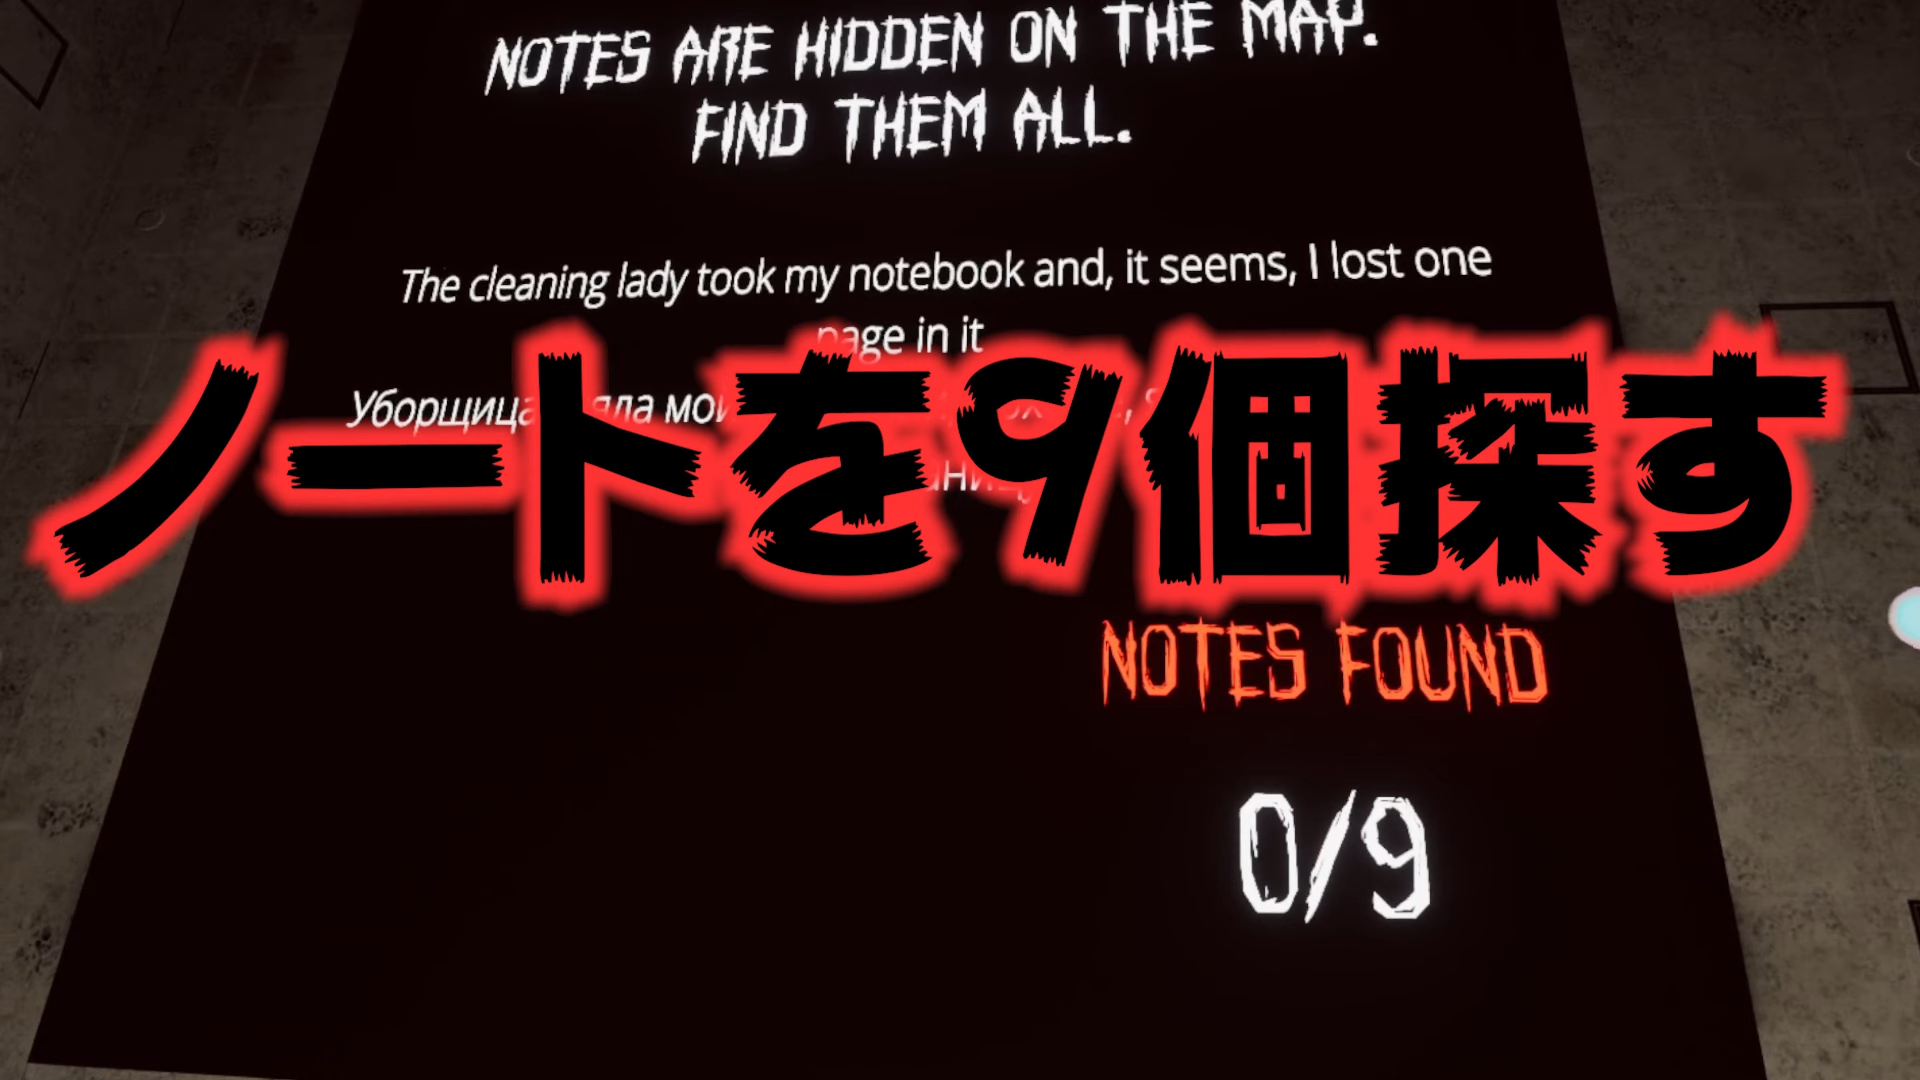 NOTES ARE HIDDEN ON THE MAP.
FIND THEM ALL.
The cleaning lady took my notebook and, it seems, I lost one
page in it
Уборщица
ノートを9個探す
NOTES FOUND
0/9